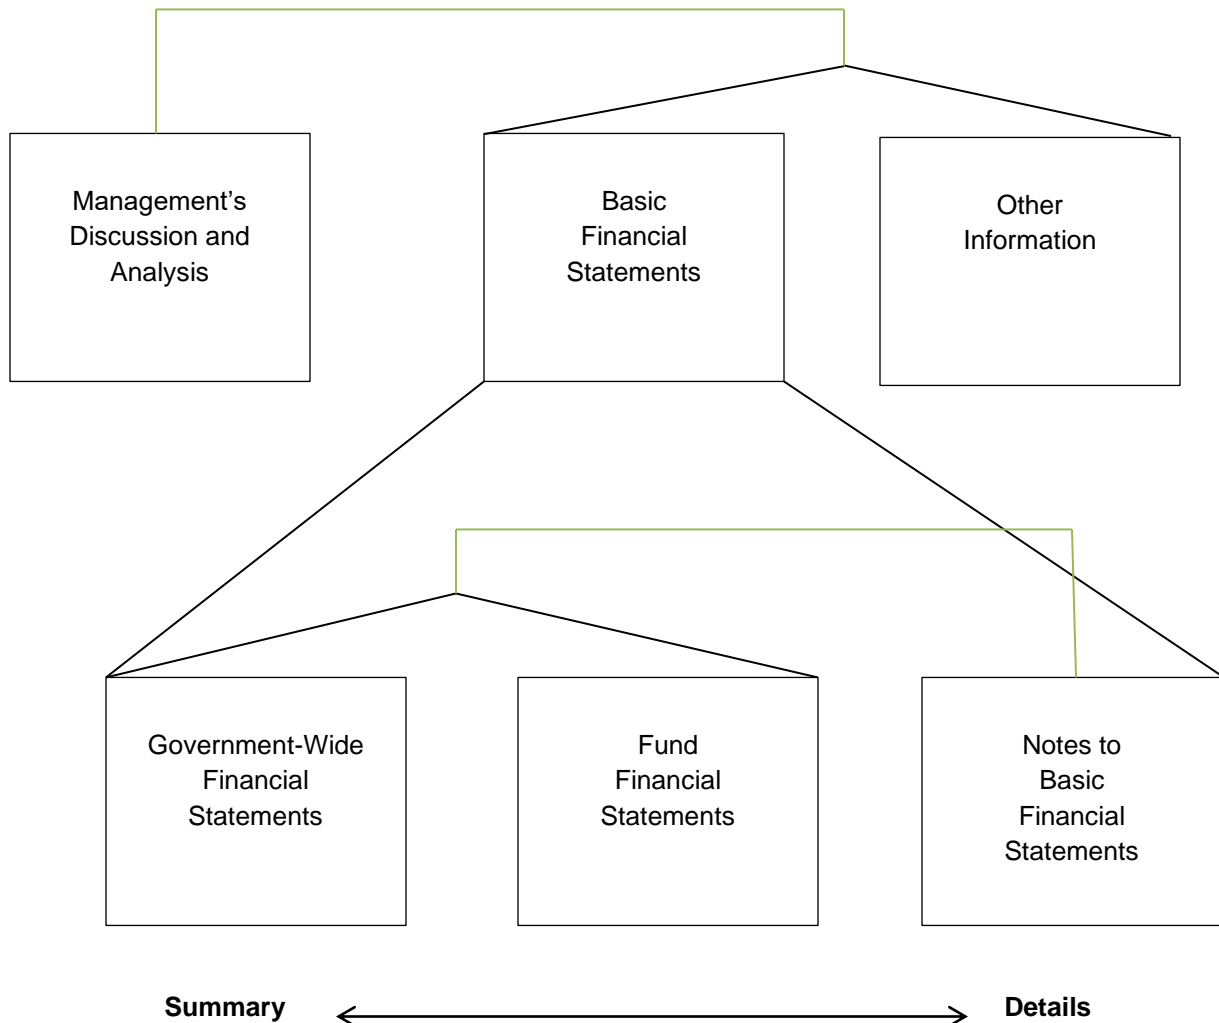 Management’s
Discussion and
Analysis
Basic
Financial
Statements
Other
Information
Government-Wide
Financial
Statements
Fund
Financial
Statements
Notes to
Basic
Financial
Statements
Summary
Details